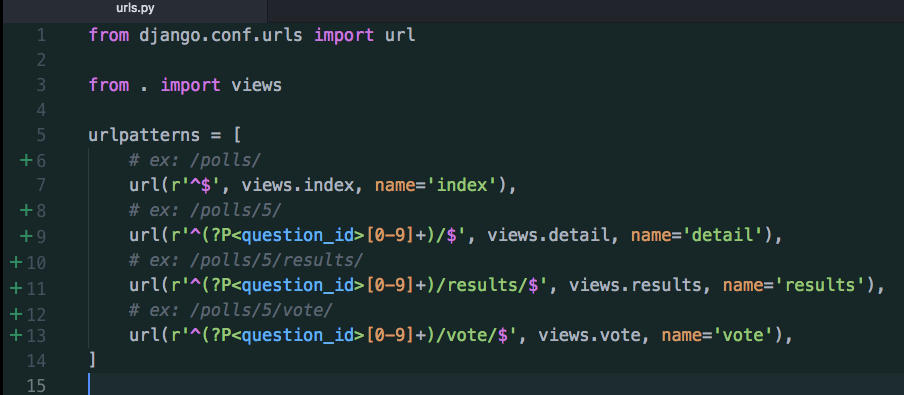 urls.py
1 from django.conf.urls import url
2
3 from . import views
4
5 urlpatterns = [
+6 # ex: /polls/
7 url(r'^$', views.index, name='index'),
+8 # ex: /polls/5/
+9 url(r'^(?P<question_id>[0-9]+)/$', views.detail, name='detail'),
+10 # ex: /polls/5/results/
+11 url(r'^(?P<question_id>[0-9]+)/results/$', views.results, name='results'),
+12 # ex: /polls/5/vote/
+13 url(r'^(?P<question_id>[0-9]+)/vote/$', views.vote, name='vote'),
14 ]
15